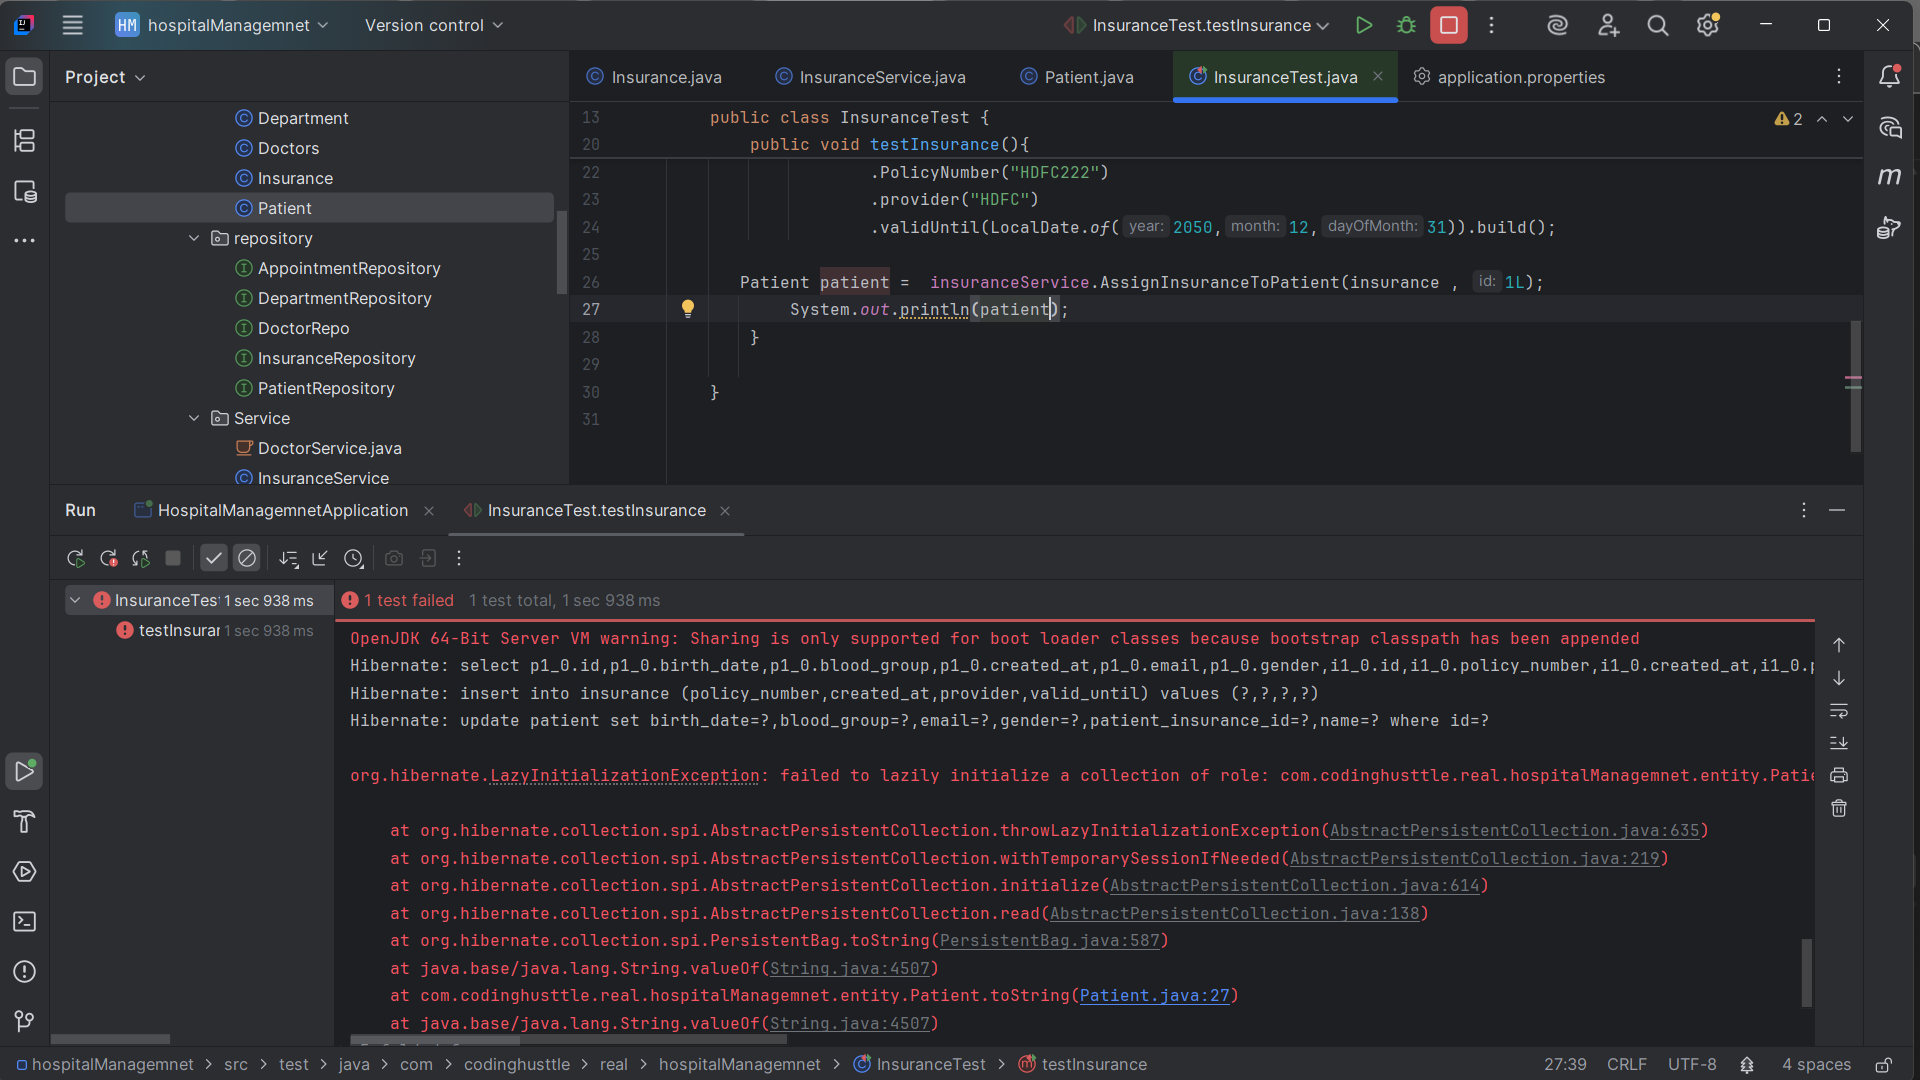 HM hospitalManagemnet Version control InsuranceTest.testInsurance
Project Insurance.java InsuranceService.java Patient.java InsuranceTest.java application.properties
Department
Doctors
Insurance
Patient
repository
AppointmentRepository
DepartmentRepository
DoctorRepo
InsuranceRepository
PatientRepository
Service
DoctorService.java
InsuranceService
13 public class InsuranceTest { 2
20 public void testInsurance(){
22 .PolicyNumber("HDFC222")
23 .provider("HDFC")
24 .validUntil(LocalDate.of( year: 2050, month: 12, dayOfMonth: 31)).build();
25
26 Patient patient = insuranceService.AssignInsuranceToPatient(insurance , id: 1L);
27 System.out.println(patient);
28 }
29
30 }
31
Run HospitalManagemnetApplication InsuranceTest.testInsurance
InsuranceTes 1 sec 938 ms
testInsurar 1 sec 938 ms
1 test failed 1 test total, 1 sec 938 ms
OpenJDK 64-Bit Server VM warning: Sharing is only supported for boot loader classes because bootstrap classpath has been appended
Hibernate: select p1_0.id,p1_0.birth_date,p1_0.blood_group,p1_0.created_at,p1_0.email,p1_0.gender,i1_0.id,i1_0.policy_number,i1_0.created_at,i1_0.p
Hibernate: insert into insurance (policy_number,created_at,provider,valid_until) values (?,?,?,?)
Hibernate: update patient set birth_date=?,blood_group=?,email=?,gender=?,patient_insurance_id=?,name=? where id=?
org.hibernate.LazyInitializationException: failed to lazily initialize a collection of role: com.codinghusttle.real.hospitalManagemnet.entity.Patie
at org.hibernate.collection.spi.AbstractPersistentCollection.throwLazyInitializationException(AbstractPersistentCollection.java:635)
at org.hibernate.collection.spi.AbstractPersistentCollection.withTemporarySessionIfNeeded(AbstractPersistentCollection.java:219)
at org.hibernate.collection.spi.AbstractPersistentCollection.initialize(AbstractPersistentCollection.java:614)
at org.hibernate.collection.spi.AbstractPersistentCollection.read(AbstractPersistentCollection.java:138)
at org.hibernate.collection.spi.PersistentBag.toString(PersistentBag.java:587)
at java.base/java.lang.String.valueOf(String.java:4507)
at com.codinghusttle.real.hospitalManagemnet.entity.Patient.toString(Patient.java:27)
at java.base/java.lang.String.valueOf(String.java:4507)
hospitalManagemnet > src > test > java > com > codinghusttle > real > hospitalManagemnet > InsuranceTest > testInsurance 27:39 CRLF UTF-8 4 spaces